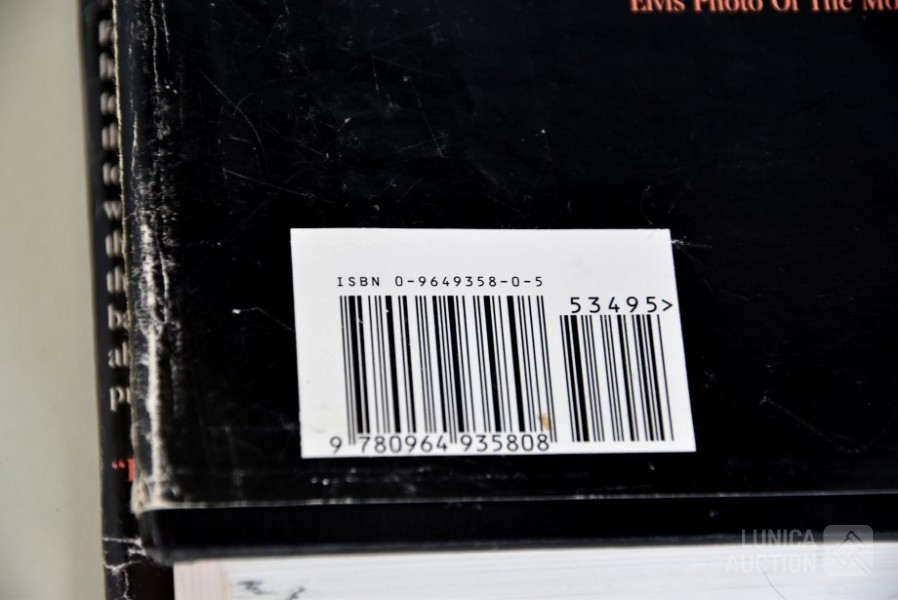 Elvis Photo Of The Mo
ISBN 0-9649358-0-5
53495>
9 780964 935808
LUNICA
AUCTION